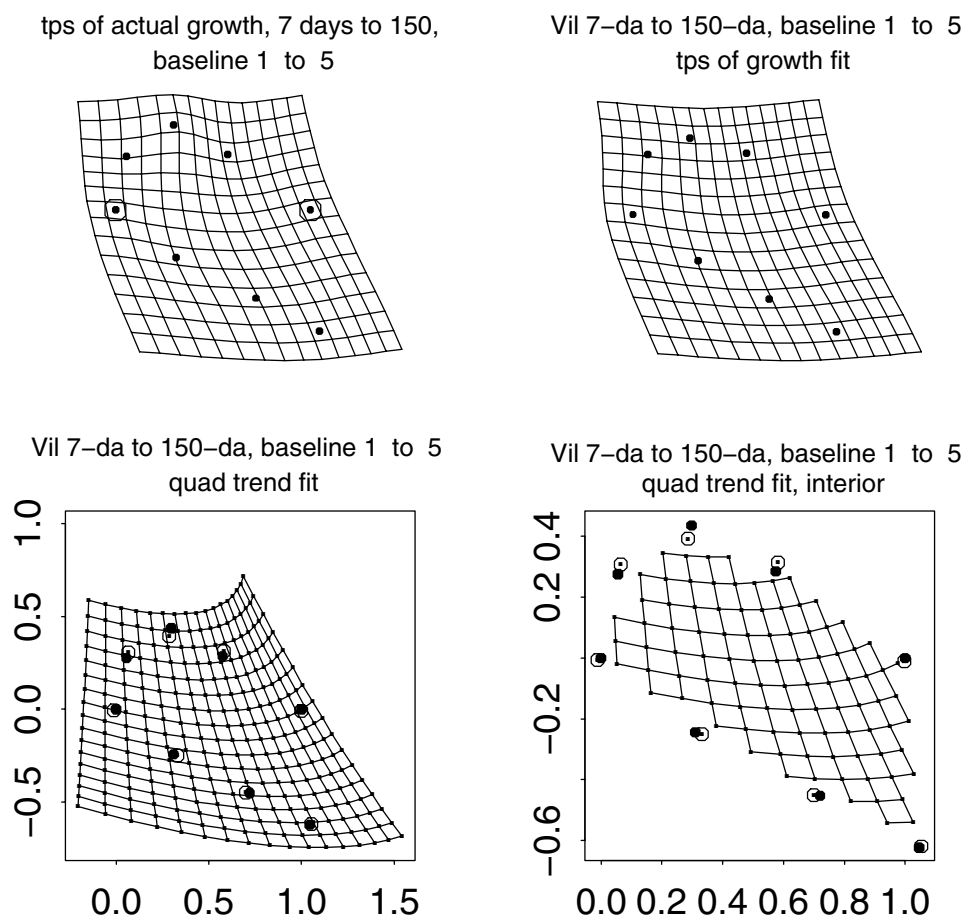 tps of actual growth, 7 days to 150,
baseline 1 to 5
Vil 7−da to 150−da, baseline 1 to 5
tps of growth fit
Vil 7−da to 150−da, baseline 1 to 5
quad trend fit
1.0
0.5
0.0
−0.5
0.0 0.5 1.0 1.5
Vil 7−da to 150−da, baseline 1 to 5
quad trend fit, interior
0.4
0.2
−0.2
−0.6
0.0 0.2 0.4 0.6 0.8 1.0